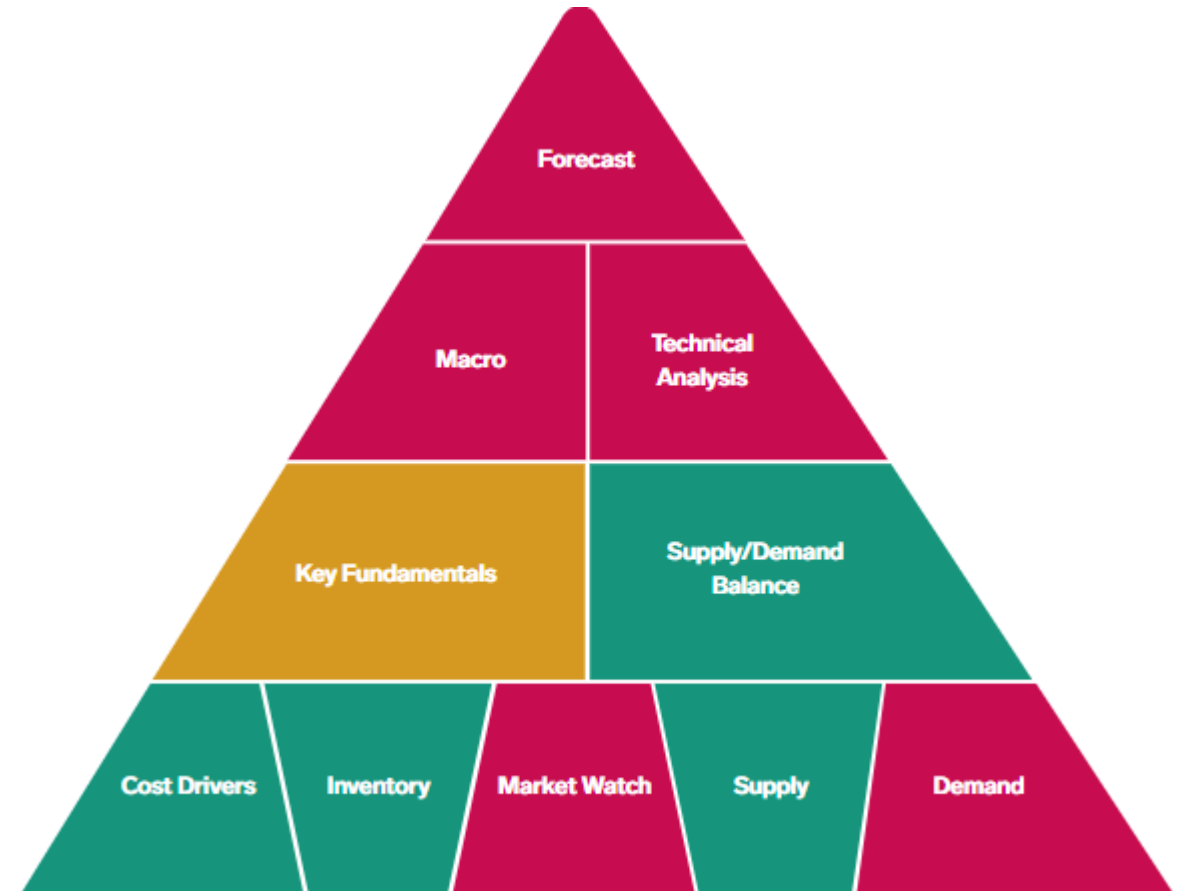 Forecast
Macro
Technical
Analysis
Key Fundamentals
Supply/Demand
Balance
Cost Drivers
Inventory
Market Watch
Supply
Demand